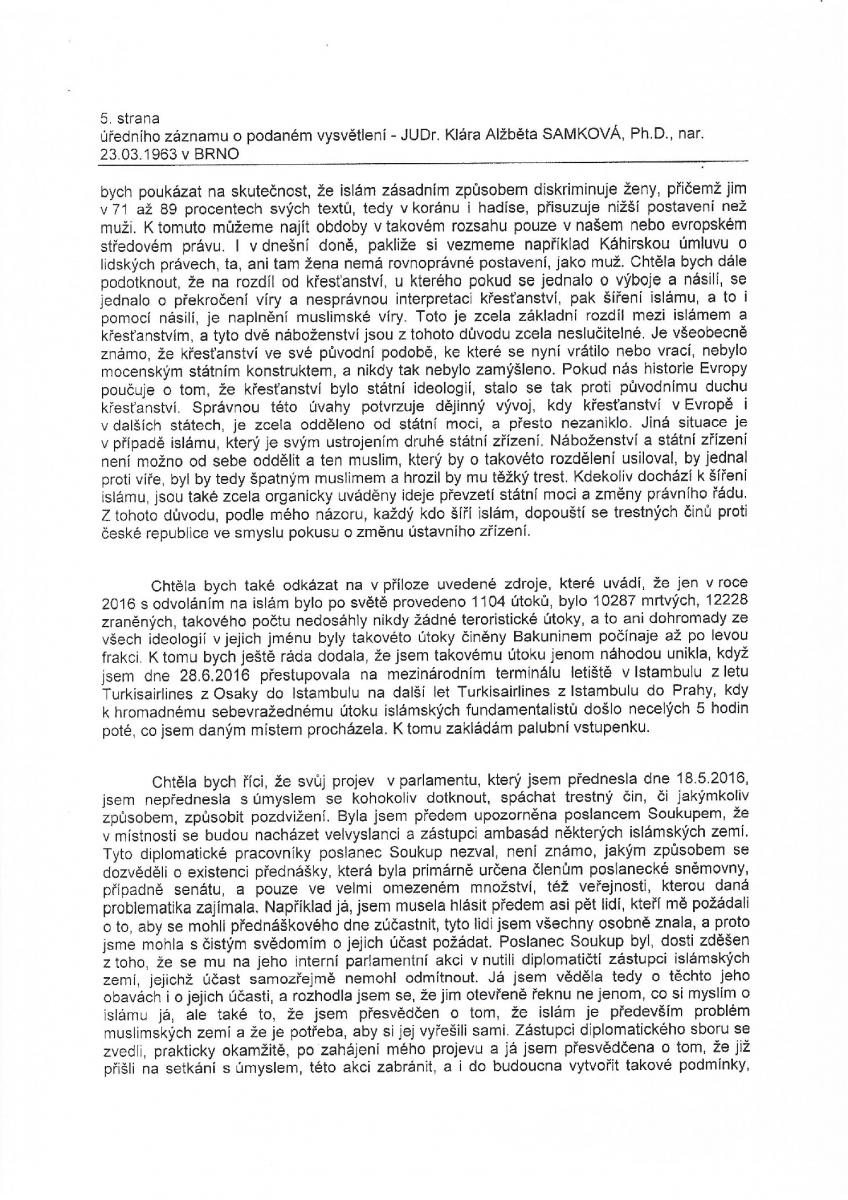 5. strana
úředního záznamu o podaném vysvětlení - JUDr. Klára Alžběta SAMKOVÁ, Ph.D., nar.
23.03.1963 v BRNO
bych poukázat na skutečnost, že islám zásadním způsobem diskriminuje ženy, přičemž jim
v 71 až 89 procentech svých textů, tedy v koránu i hadíse, přisuzuje nižší postavení než
muži. K tomuto můžeme najít obdoby v takovém rozsahu pouze v našem nebo evropském
středovém právu. I v dnešní doně, pakliže si vezmeme například Káhirskou úmluvu o
lidských právech, ta, ani tam žena nemá rovnoprávné postavení, jako muž. Chtěla bych dále
podotknout, že na rozdíl od křesťanství, u kterého pokud se jednalo o výboje a násilí, se
jednalo o překročení víry a nesprávnou interpretaci křesťanství, pak šíření islámu, a to i
pomocí násilí, je naplnění muslimské víry. Toto je zcela základní rozdíl mezi islámem a
křesťanstvím, a tyto dvě náboženství jsou z tohoto důvodu zcela neslučitelné. Je všeobecně
známo, že křesťanství ve své původní podobě, ke které se nyní vrátilo nebo vrací, nebylo
mocenským státním konstruktem, a nikdy tak nebylo zamýšleno. Pokud nás historie Evropy
poučuje o tom, že křesťanství bylo státní ideologií, stalo se tak proti původnímu duchu
křesťanství. Správnou této úvahy potvrzuje dějinný vývoj, kdy křesťanství v Evropě i
v dalších státech, je zcela odděleno od státní moci, a přesto nezaniklo. Jiná situace je
v případě islámu, který je svým ustrojením druhé státní zřízení. Náboženství a státní zřízení
není možno od sebe oddělit a ten muslim, který by o takovéto rozdělení usiloval, by jednal
proti víře, byl by tedy špatným muslimem a hrozil by mu těžký trest. Kdekoliv dochází k šíření
islámu, jsou také zcela organicky uváděny ideje převzetí státní moci a změny právního řádu.
Z tohoto důvodu, podle mého názoru, každý kdo šíří islám, dopouští se trestných činů proti
české republice ve smyslu pokusu o změnu ústavního zřízení.
Chtěla bych také odkázat na v příloze uvedené zdroje, které uvádí, že jen v roce
2016 s odvoláním na islám bylo po světě provedeno 1104 útoků, bylo 10287 mrtvých, 12228
zraněných, takového počtu nedosáhly nikdy žádné teroristické útoky, a to ani dohromady ze
všech ideologií v jejich jménu byly takovéto útoky činěny Bakuninem počínaje až po levou
frakci. K tomu bych ještě ráda dodala, že jsem takovému útoku jenom náhodou unikla, když
jsem dne 28.6.2016 přestupovala na mezinárodním terminálu letiště v Istambulu z letu
Turkisairlines z Osaky do Istambulu na další let Turkisairlines z Istambulu do Prahy, kdy
k hromadnému sebevražednému útoku islámských fundamentalistů došlo necelých 5 hodin
poté, co jsem daným místem procházela. K tomu zakládám palubní vstupenku.
Chtěla bych říci, že svůj projev v parlamentu, který jsem přednesla dne 18.5.2016,
jsem nepřednesla s úmyslem se kohokoliv dotknout, spáchat trestný čin, či jakýmkoliv
způsobem, způsobit pozdvižení. Byla jsem předem upozorněna poslancem Soukupem, že
v místnosti se budou nacházet velvyslanci a zástupci ambasád některých islámských zemí.
Tyto diplomatické pracovníky poslanec Soukup nezval, není známo, jakým způsobem se
dozvěděli o existenci přednášky, která byla primárně určena členům poslanecké sněmovny,
případně senátu, a pouze ve velmi omezeném množství, též veřejnosti, kterou daná
problematika zajímala. Například já, jsem musela hlásit předem asi pět lidí, kteří mě požádali
o to, aby se mohli přednáškového dne zúčastnit, tyto lidi jsem všechny osobně znala, a proto
jsme mohla s čistým svědomím o jejich účast požádat. Poslanec Soukup byl, dosti zděšen
z toho, že se mu na jeho interní parlamentní akci v nutili diplomatičtí zástupci islámských
zemí, jejichž účast samozřejmě nemohl odmítnout. Já jsem věděla tedy o těchto jeho
obavách i o jejich účasti, a rozhodla jsem se, že jim otevřeně řeknu ne jenom, co si myslím o
islámu já, ale také to, že jsem přesvědčen o tom, že islám je především problém
muslimských zemí a že je potřeba, aby si jej vyřešili sami. Zástupci diplomatického sboru se
zvedli, prakticky okamžitě, po zahájení mého projevu a já jsem přesvědčena o tom, že již
přišli na setkání s úmyslem, této akci zabránit, a i do budoucna vytvořit takové podmínky,